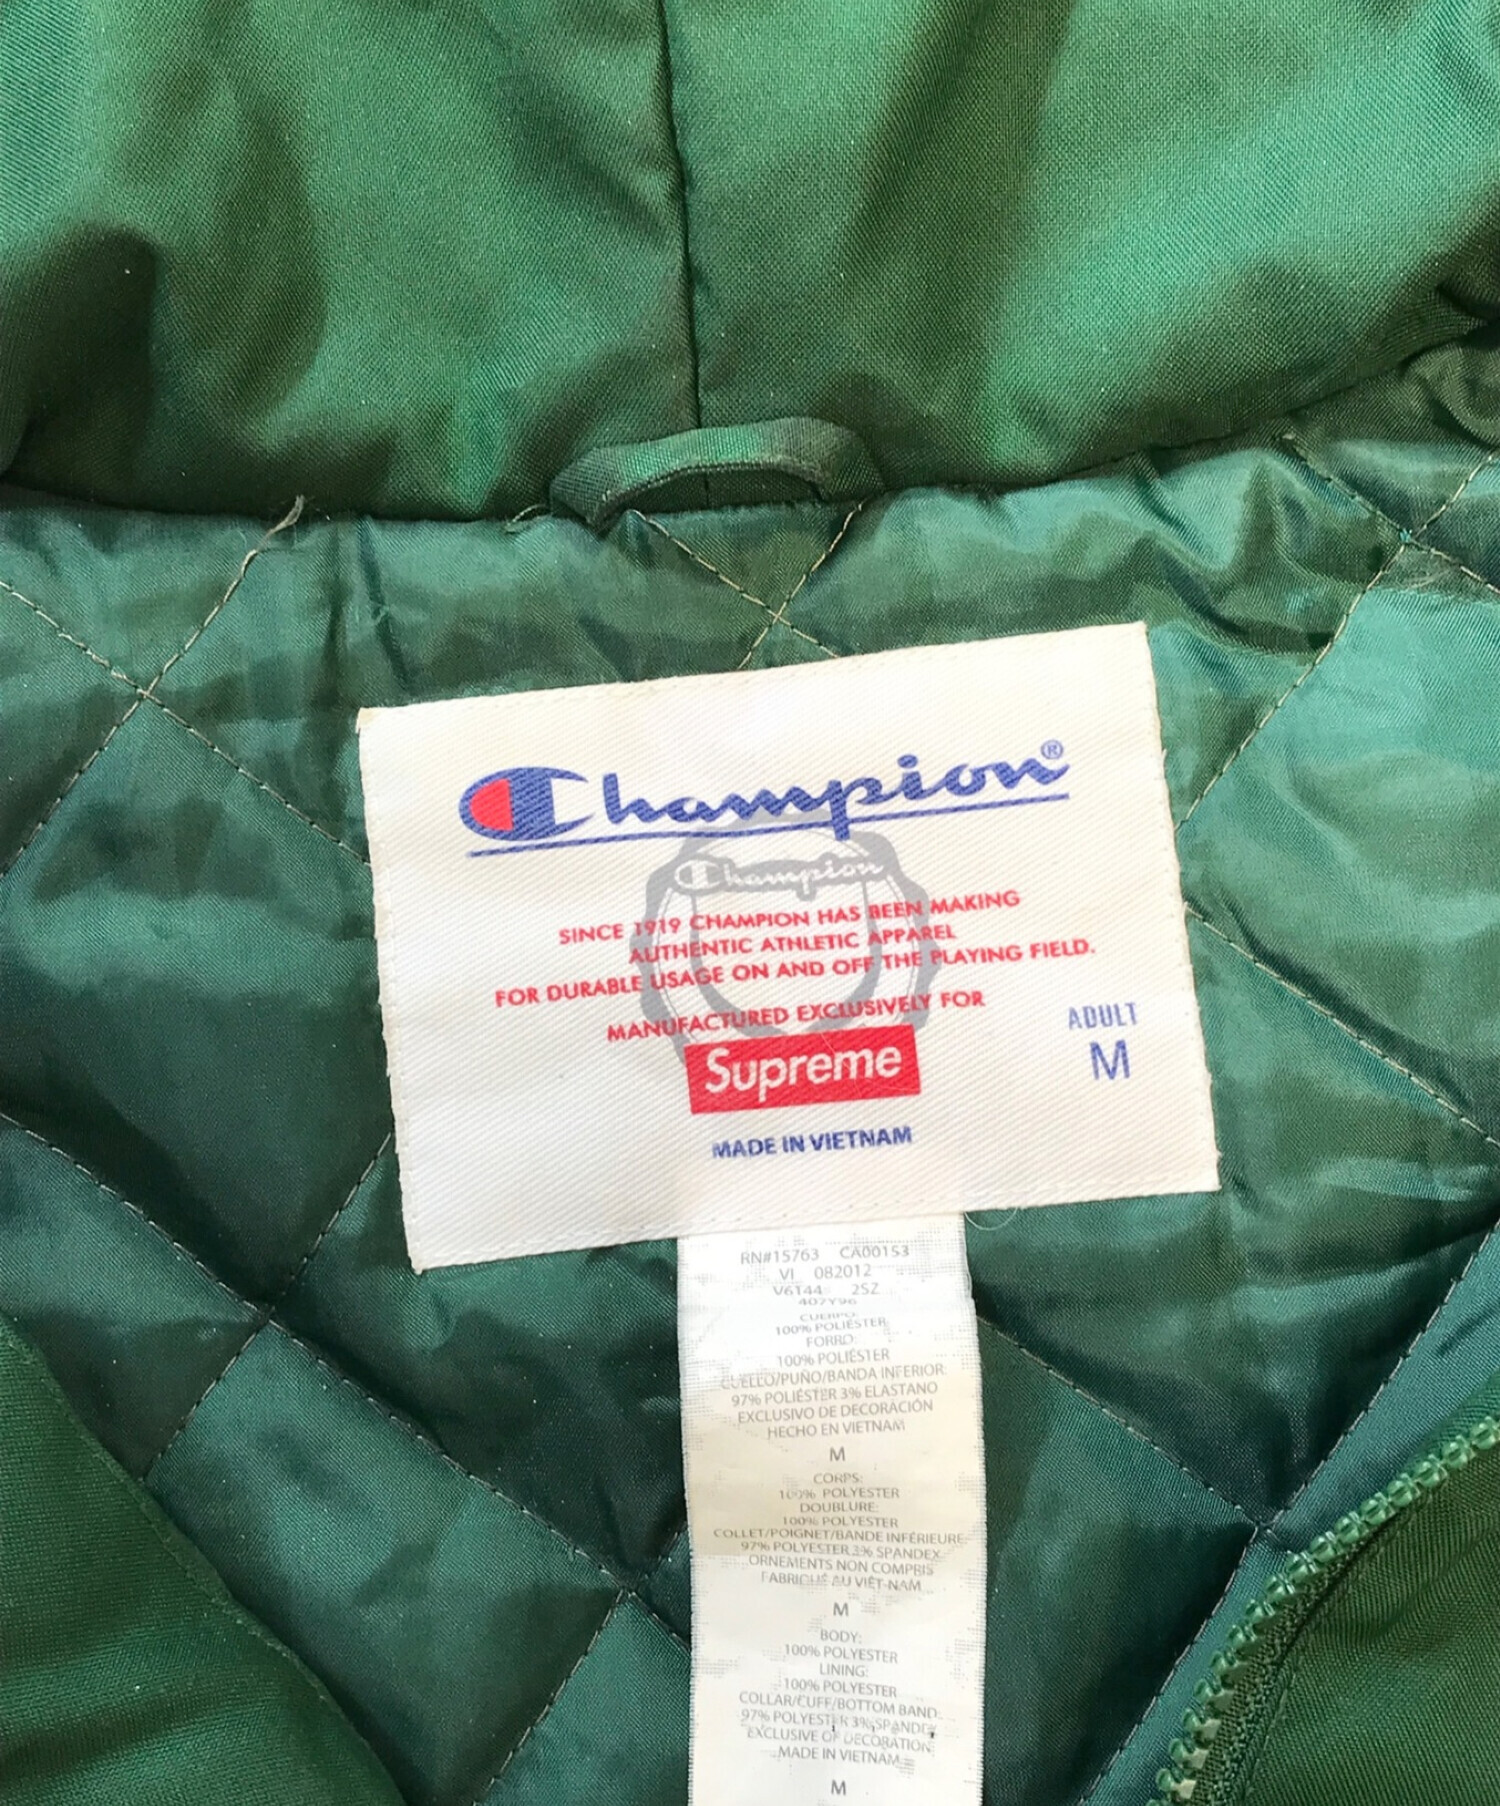 Champion®
Champion
SINCE 1919 CHAMPION HAS BEEN MAKING
AUTHENTIC ATHLETIC APPAREL
FOR DURABLE USAGE ON AND OFF THE PLAYING FIELD.
MANUFACTURED EXCLUSIVELY FOR
Supreme
ADULT
M
MADE IN VIETNAM
RN#15763 CA00153
VI 082012
V6T44 2SZ
407Y96
CUERPO:
100% POLIÉSTER
FORRO:
100% POLIÉSTER
CUELLO/PUÑO/BANDA INFERIOR:
97% POLIÉSTER 3% ELASTANO
EXCLUSIVO DE DECORACIÓN
HECHO EN VIETNAM
M
CORPS:
100% POLYESTER
DOUBLURE:
100% POLYESTER
COLLET/POIGNET/BANDE INFÉRIEURE:
97% POLYESTER 3% SPANDEX
ORNEMENTS NON COMPRIS
FABRIQUÉ AU VIÊT-NAM
M
BODY:
100% POLYESTER
LINING:
100% POLYESTER
COLLAR/CUFF/BOTTOM BAND:
97% POLYESTER 3% SPANDEX
EXCLUSIVE OF DECORATION
MADE IN VIETNAM
M